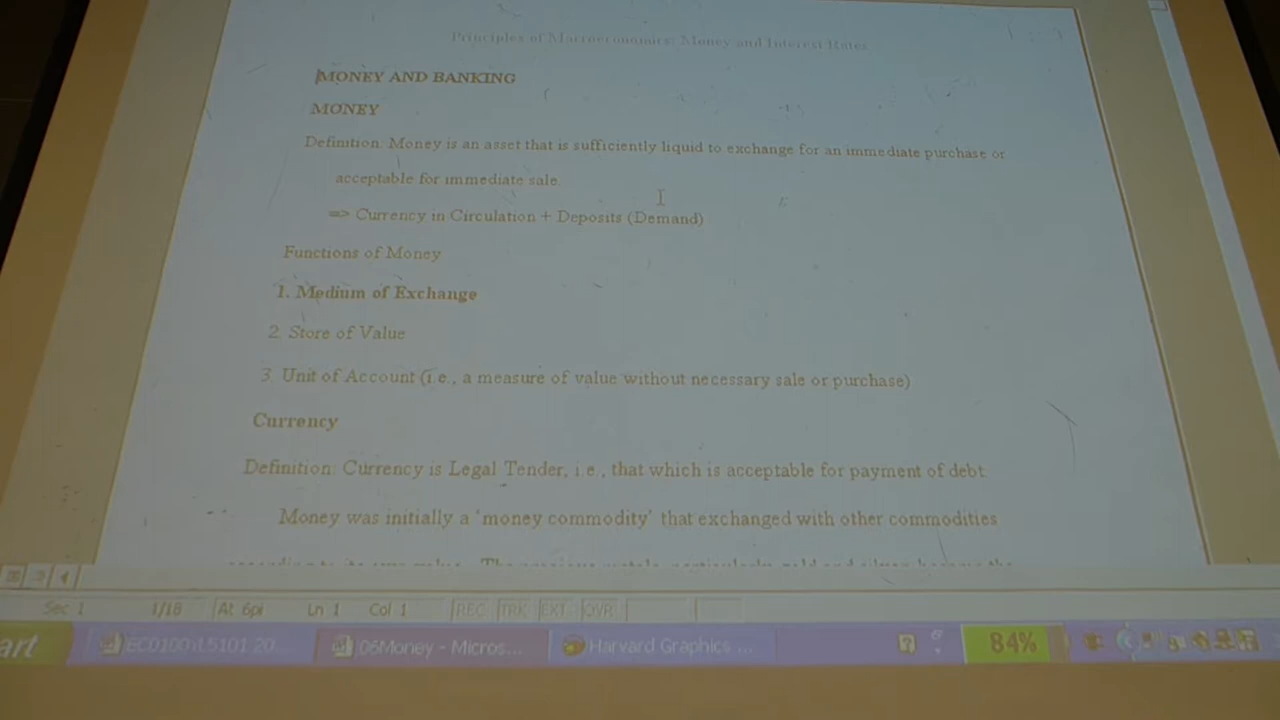 Principles of Macroeconomics: Money and Interest Rates
MONEY AND BANKING
MONEY
Definition: Money is an asset that is sufficiently liquid to exchange for an immediate purchase or
acceptable for immediate sale.
=> Currency in Circulation + Deposits (Demand)
Functions of Money
1. Medium of Exchange
2. Store of Value
3. Unit of Account (i.e., a measure of value without necessary sale or purchase)
Currency
Definition: Currency is Legal Tender, i.e., that which is acceptable for payment of debt
Money was initially a 'money commodity' that exchanged with other commodities
Sec 1 1/18 At 6pi Ln 1 Col 1 REC TRK EXT OVR
art 06Money - Micros... Harvard Graphics ... 84%